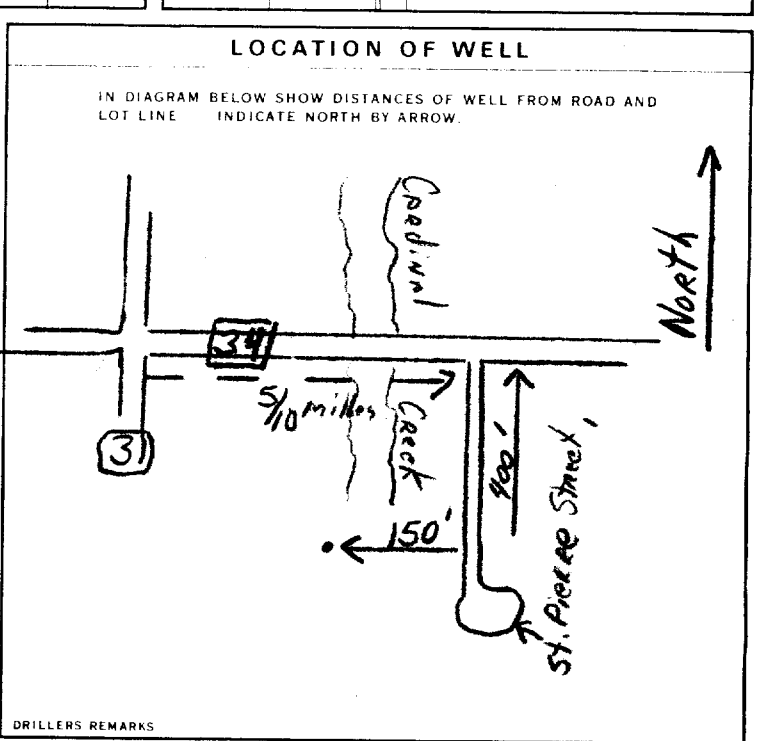 LOCATION OF WELL
IN DIAGRAM BELOW SHOW DISTANCES OF WELL FROM ROAD AND
LOT LINE INDICATE NORTH BY ARROW.
Cardinal
North
34
5/10 milles
Creek
31
400'
150'
St. Pierre Street
DRILLERS REMARKS